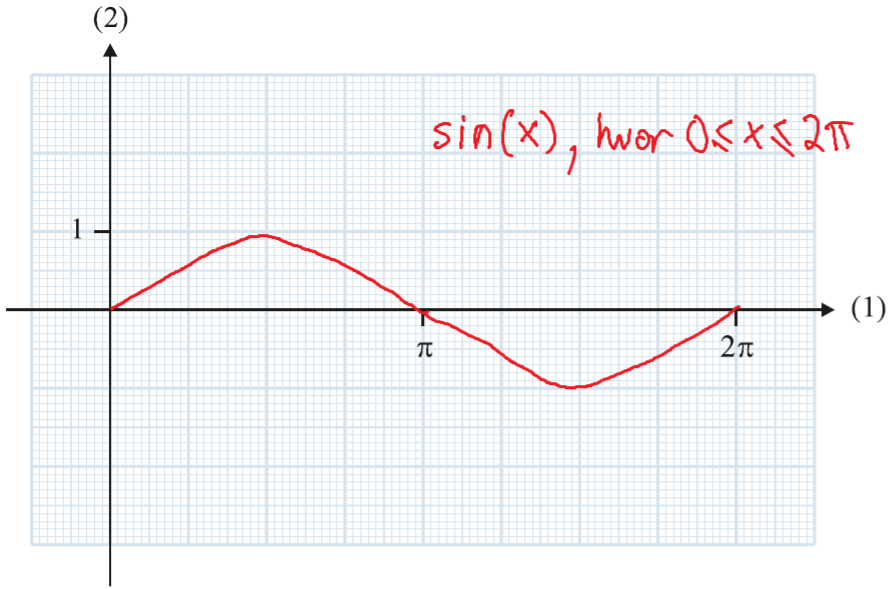 (2)
sin(x), hvor 0≤x≤2π
1
(1)
π
2π